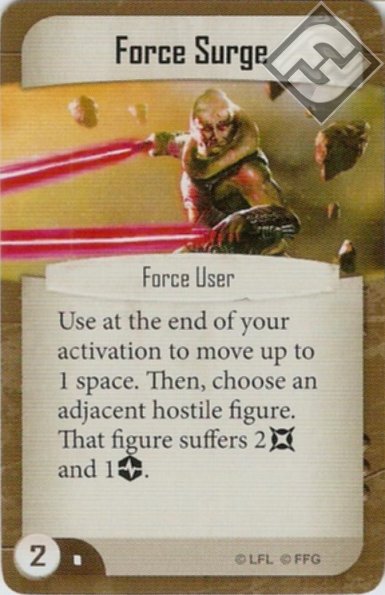 Force Surge
Force User
Use at the end of your
activation to move up to
1 space. Then, choose an
adjacent hostile figure.
That figure suffers 2
and 1 .
2
© LFL © FFG